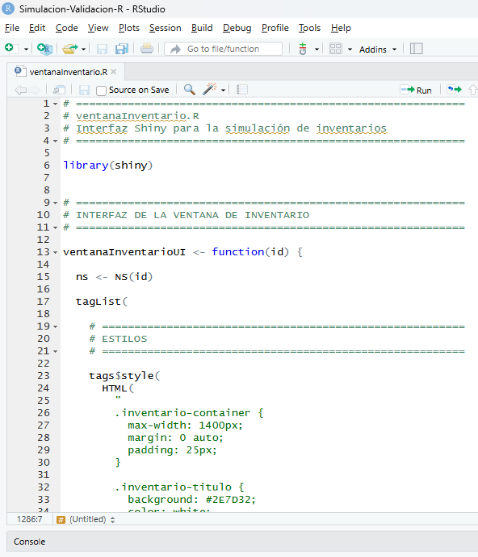 Simulacion-Validacion-R - RStudio
File Edit Code View Plots Session Build Debug Profile Tools Help
Go to file/function Addins
ventanaInventario.R
Source on Save Run
1 # ==========================================================
2 # ventanaInventario.R
3 # Interfaz Shiny para la simulación de inventarios
4 # ==========================================================
5
6 library(shiny)
7
8
9 # ==========================================================
10 # INTERFAZ DE LA VENTANA DE INVENTARIO
11 # ==========================================================
12
13 ventanaInventarioUI <- function(id) {
14
15 ns <- NS(id)
16
17 tagList(
18
19 # ======================================================
20 # ESTILOS
21 # ======================================================
22
23 tags$style(
24 HTML(
25 "
26 .inventario-container {
27 max-width: 1400px;
28 margin: 0 auto;
29 padding: 25px;
30 }
31
32 .inventario-titulo {
33 background: #2E7D32;
34 color: white;
1286:7 # (Untitled)
Console